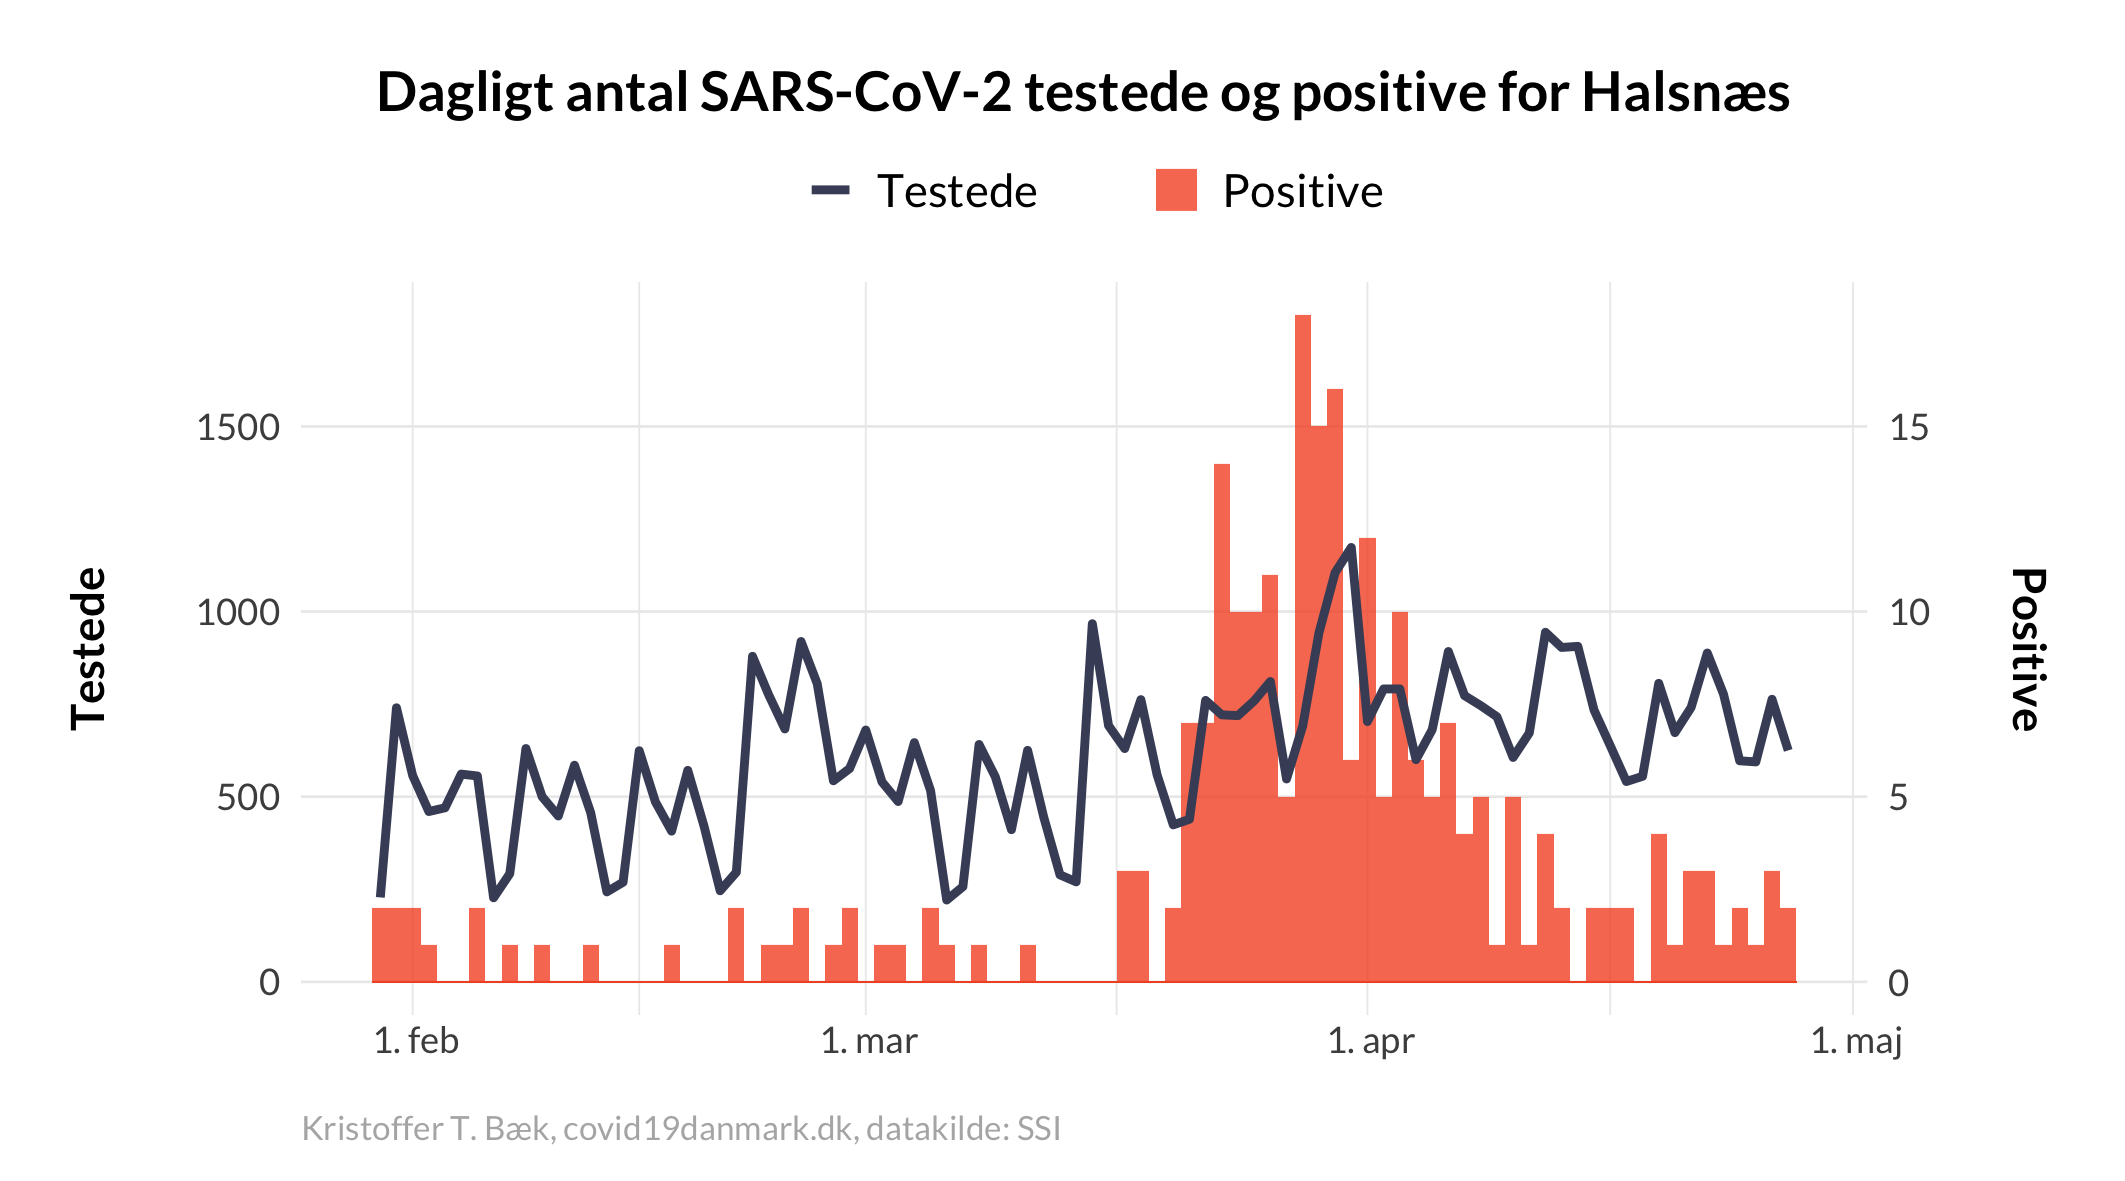 Dagligt antal SARS-CoV-2 testede og positive for Halsnæs
Testede
Positive
1500
1000
500
0
15
10
5
0
Testede
Positive
1. feb
1. mar
1. apr
1. maj
Kristoffer T. Bæk, covid19danmark.dk, datakilde: SSI